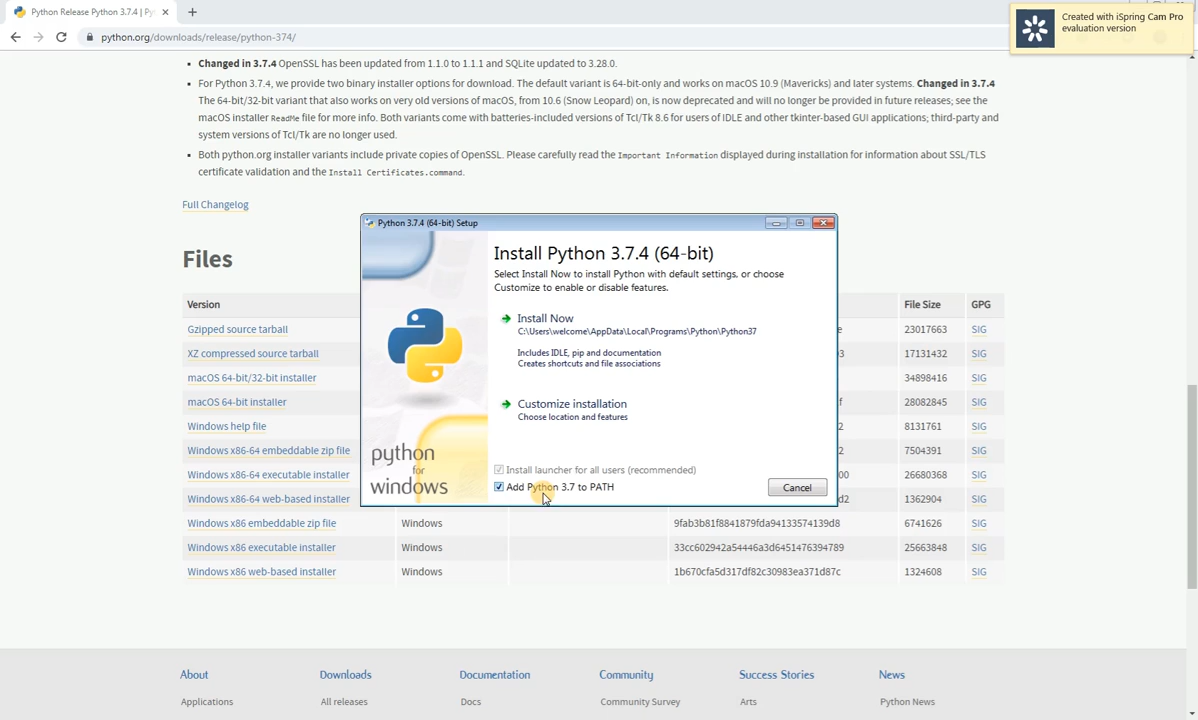 Python Release Python 3.7.4 | Py
Created with iSpring Cam Pro
evaluation version
python.org/downloads/release/python-374/
Changed in 3.7.4 OpenSSL has been updated from 1.1.0 to 1.1.1 and SQLite updated to 3.28.0.
For Python 3.7.4, we provide two binary installer options for download. The default variant is 64-bit-only and works on macOS 10.9 (Mavericks) and later systems. Changed in 3.7.4
The 64-bit/32-bit variant that also works on very old versions of macOS, from 10.6 (Snow Leopard) on, is now deprecated and will no longer be provided in future releases; see the
macOS installer ReadMe file for more info. Both variants come with batteries-included versions of Tcl/Tk 8.6 for users of IDLE and other tkinter-based GUI applications; third-party and
system versions of Tcl/Tk are no longer used.
Both python.org installer variants include private copies of OpenSSL. Please carefully read the Important Information displayed during installation for information about SSL/TLS
certificate validation and the Install Certificates.command.
Full Changelog
Files
Version File Size GPG
Gzipped source tarball e 23017663 SIG
XZ compressed source tarball 03 17131432 SIG
macOS 64-bit/32-bit installer 34898416 SIG
macOS 64-bit installer f 28082845 SIG
Windows help file 2 8131761 SIG
Windows x86-64 embeddable zip file 2 7504391 SIG
Windows x86-64 executable installer 00 26680368 SIG
Windows x86-64 web-based installer d2 1362904 SIG
Windows x86 embeddable zip file Windows 9fab3b81f8841879fda94133574139d8 6741626 SIG
Windows x86 executable installer Windows 33cc602942a54446a3d6451476394789 25663848 SIG
Windows x86 web-based installer Windows 1b670cfa5d317df82c30983ea371d87c 1324608 SIG
Python 3.7.4 (64-bit) Setup
Install Python 3.7.4 (64-bit)
Select Install Now to install Python with default settings, or choose
Customize to enable or disable features.
Install Now
C:\Users\welcome\AppData\Local\Programs\Python\Python37
Includes IDLE, pip and documentation
Creates shortcuts and file associations
Customize installation
Choose location and features
python
for
windows
Install launcher for all users (recommended)
Add Python 3.7 to PATH
Cancel
About Downloads Documentation Community Success Stories News
Applications All releases Docs Community Survey Arts Python News